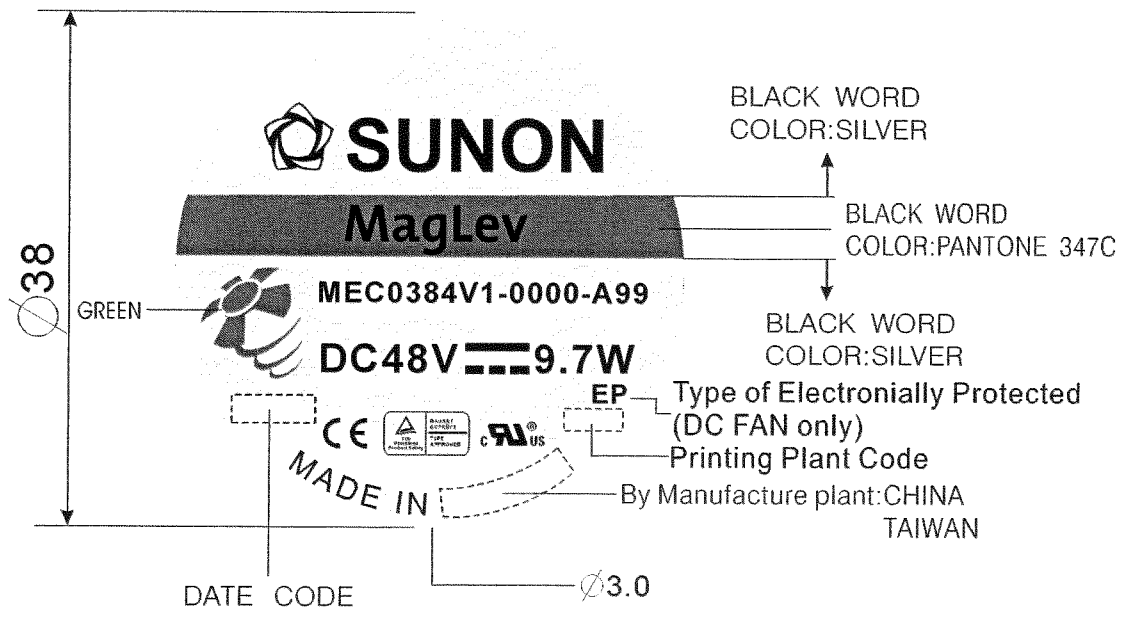 BLACK WORD
COLOR:SILVER
SUNON
MagLev
BLACK WORD
COLOR:PANTONE 347C
⌀38
GREEN
MEC0384V1-0000-A99
BLACK WORD
COLOR:SILVER
DC48V 9.7W
EP
Type of Electronially Protected
(DC FAN only)
CE
c RU ® US
Printing Plant Code
MADE IN
By Manufacture plant:CHINA
TAIWAN
DATE CODE
⌀3.0